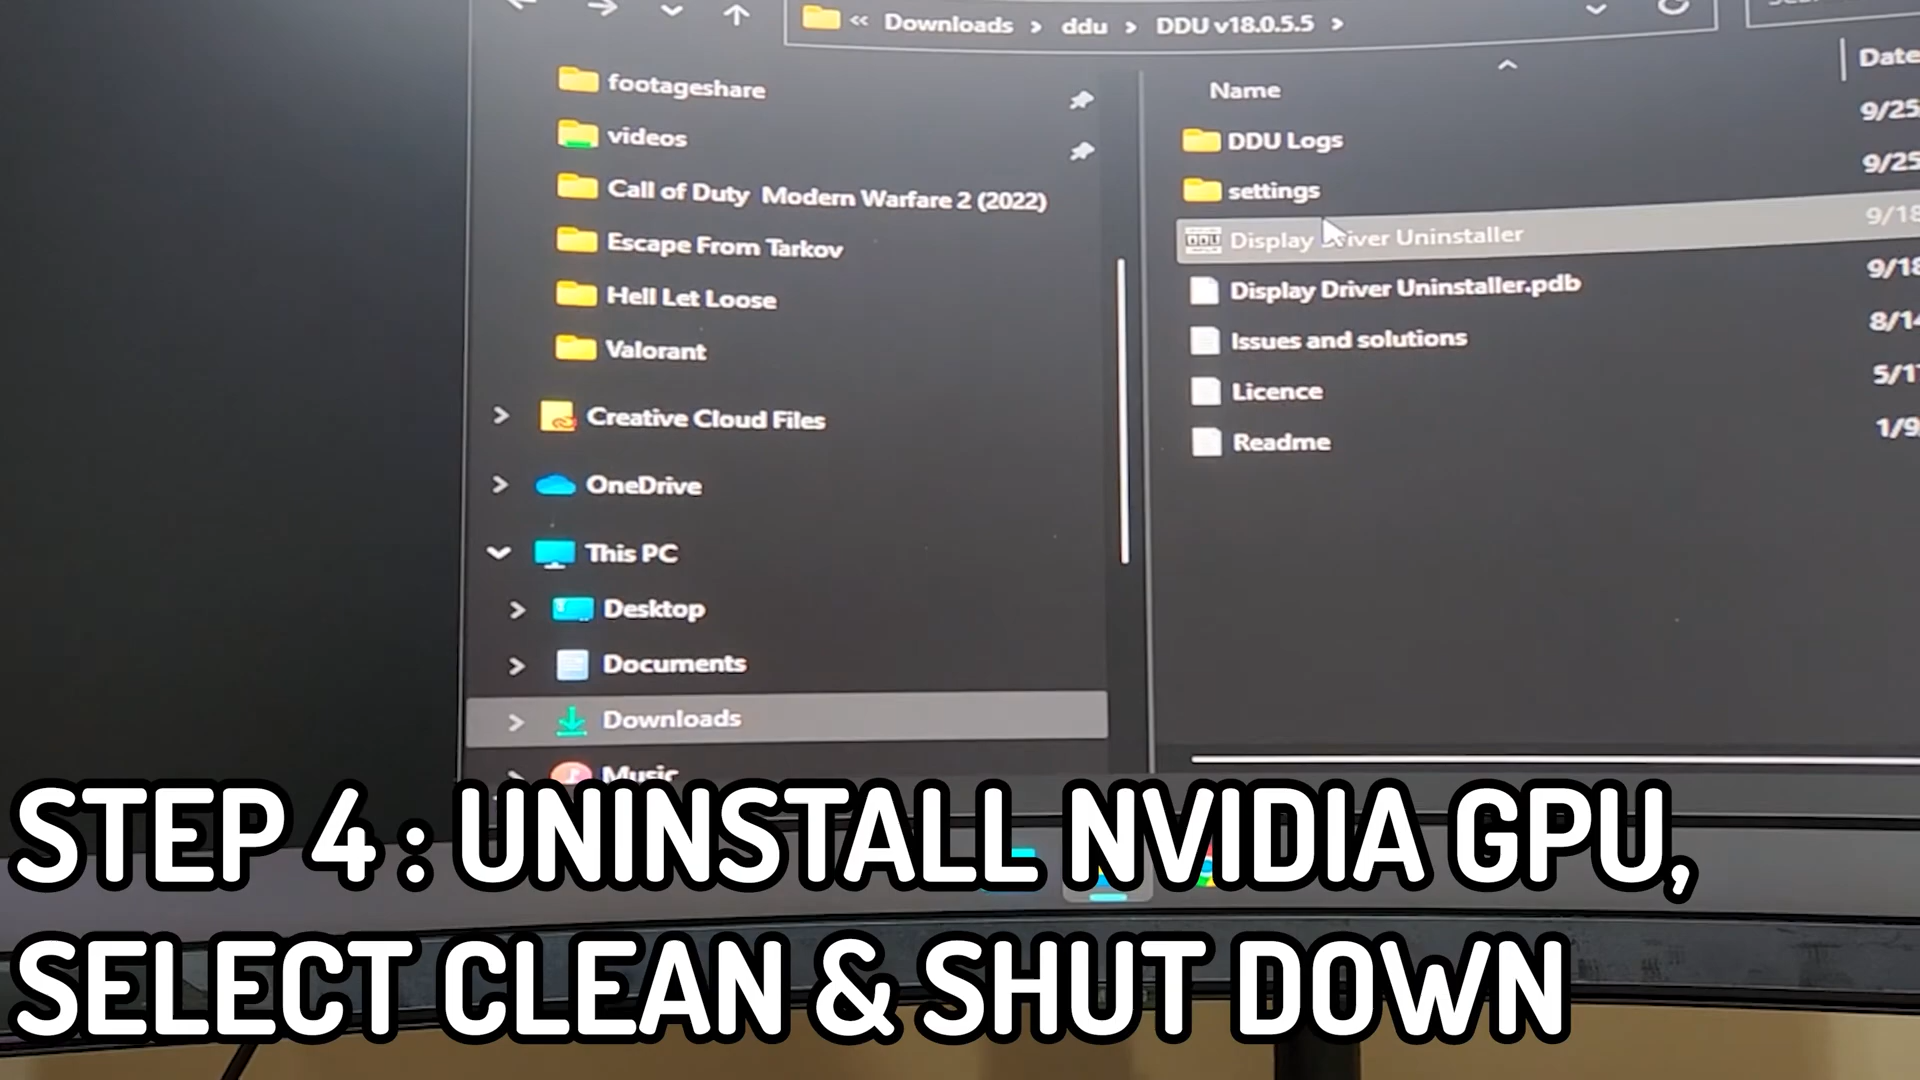 « Downloads > ddu > DDU v18.0.5.5 >
footageshare
videos
Call of Duty Modern Warfare 2 (2022)
Escape From Tarkov
Hell Let Loose
Valorant
Creative Cloud Files
OneDrive
This PC
Desktop
Documents
Downloads
Music
Name
Date
DDU Logs
9/25
settings
9/25
Display Driver Uninstaller
9/18
Display Driver Uninstaller.pdb
9/18
Issues and solutions
8/14
Licence
5/17
Readme
1/9
STEP 4 : UNINSTALL NVIDIA GPU,
SELECT CLEAN & SHUT DOWN